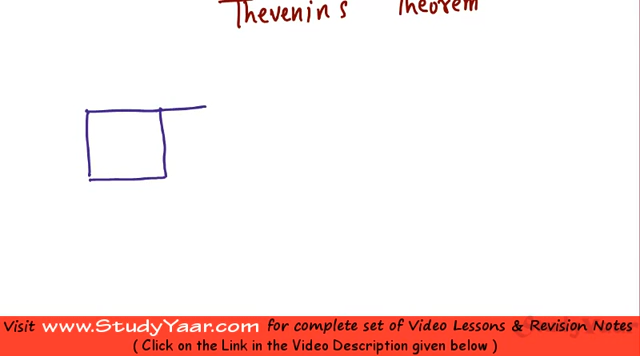 Thevenin's Theorem
Visit www.StudyYaar.com for complete set of Video Lessons & Revision Notes
( Click on the Link in the Video Description given below )